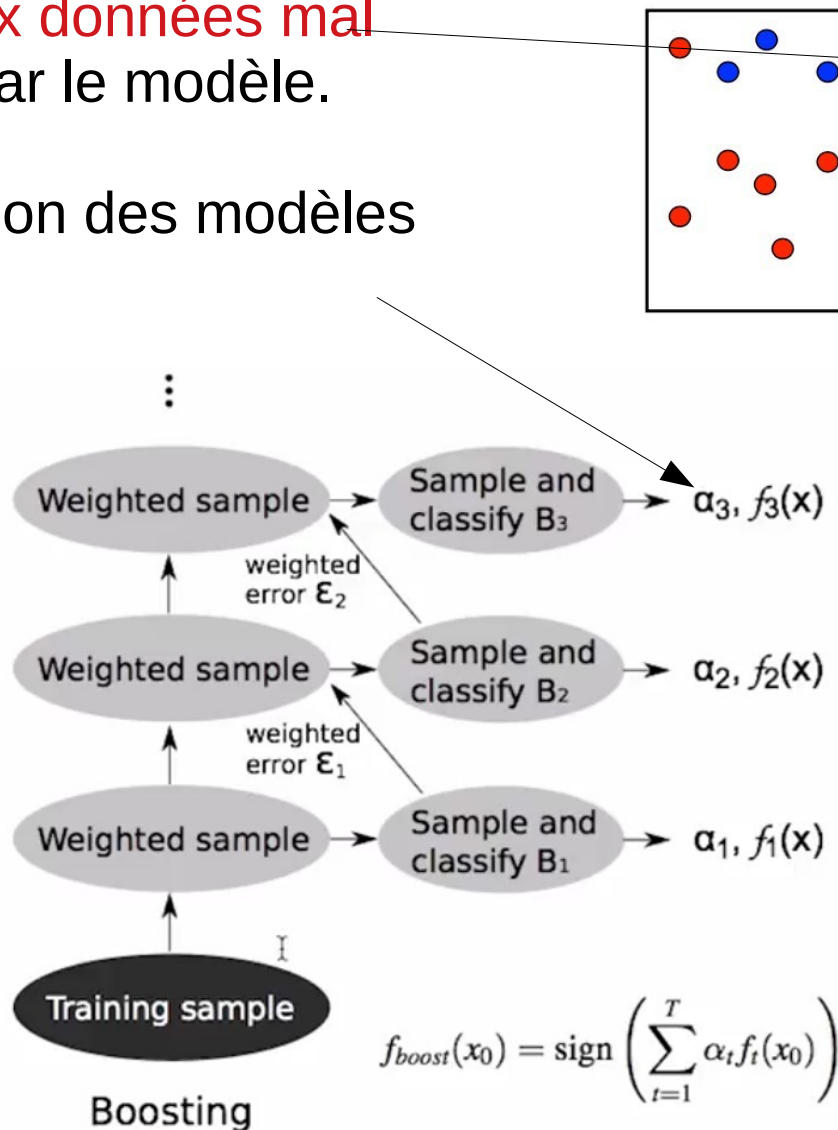 x données mal
ar le modèle.
on des modèles
⋮
Weighted sample
Sample and
classify B₃
α₃, f₃(x)
weighted
error ε₂
Weighted sample
Sample and
classify B₂
α₂, f₂(x)
weighted
error ε₁
Weighted sample
Sample and
classify B₁
α₁, f₁(x)
Training sample
f_boost(x₀) = sign (∑_{t=1}^{T} α_t f_t(x₀))
Boosting